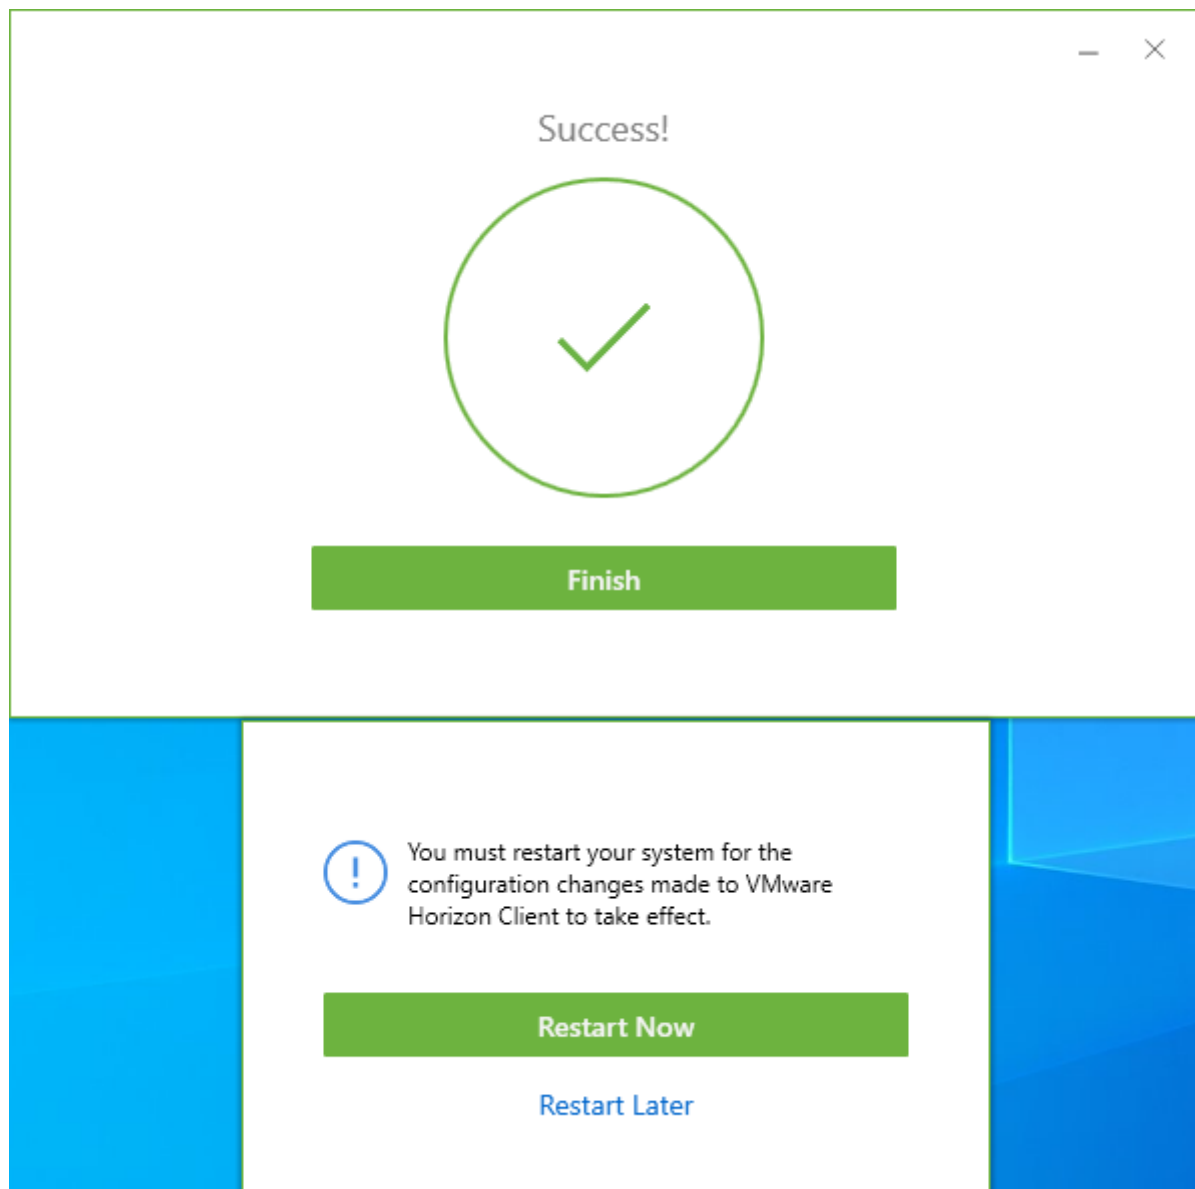 Success!
Finish
You must restart your system for the
configuration changes made to VMware
Horizon Client to take effect.
Restart Now
Restart Later